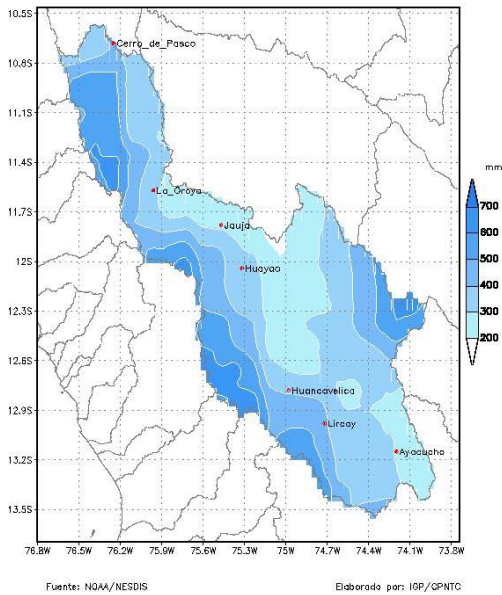 10.5S
Cerro_de_Pasco
10.8S
11.1S
11.4S
La_Oroya
11.7S
Jauja
12S
Huayao
12.3S
12.6S
Huancavelica
12.9S
Lircay
13.2S
Ayacucho
13.5S
76.8W 76.5W 76.2W 75.9W 75.6W 75.3W 75W 74.7W 74.4W 74.1W 73.8W
mm
700
600
500
400
300
200
Fuente: NOAA/NESDIS
Elaborado por: IGP/CPNTC